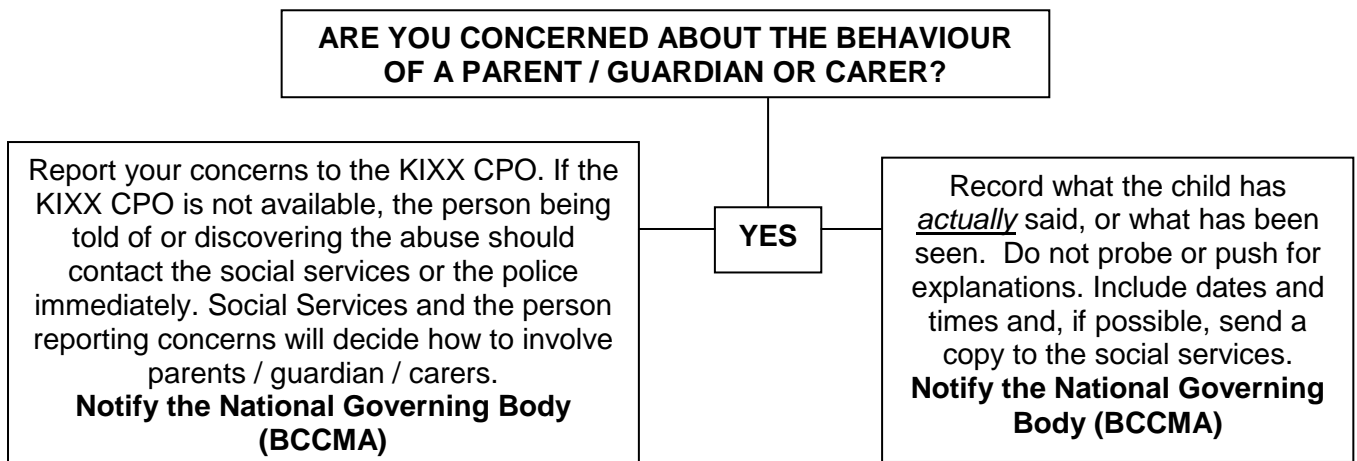 ARE YOU CONCERNED ABOUT THE BEHAVIOUR
OF A PARENT / GUARDIAN OR CARER?
YES
Report your concerns to the KIXX CPO. If the
KIXX CPO is not available, the person being
told of or discovering the abuse should
contact the social services or the police
immediately. Social Services and the person
reporting concerns will decide how to involve
parents / guardian / carers.
Notify the National Governing Body
(BCCMA)
Record what the child has
actually said, or what has been
seen.  Do not probe or push for
explanations. Include dates and
times and, if possible, send a
copy to the social services.
Notify the National Governing
Body (BCCMA)